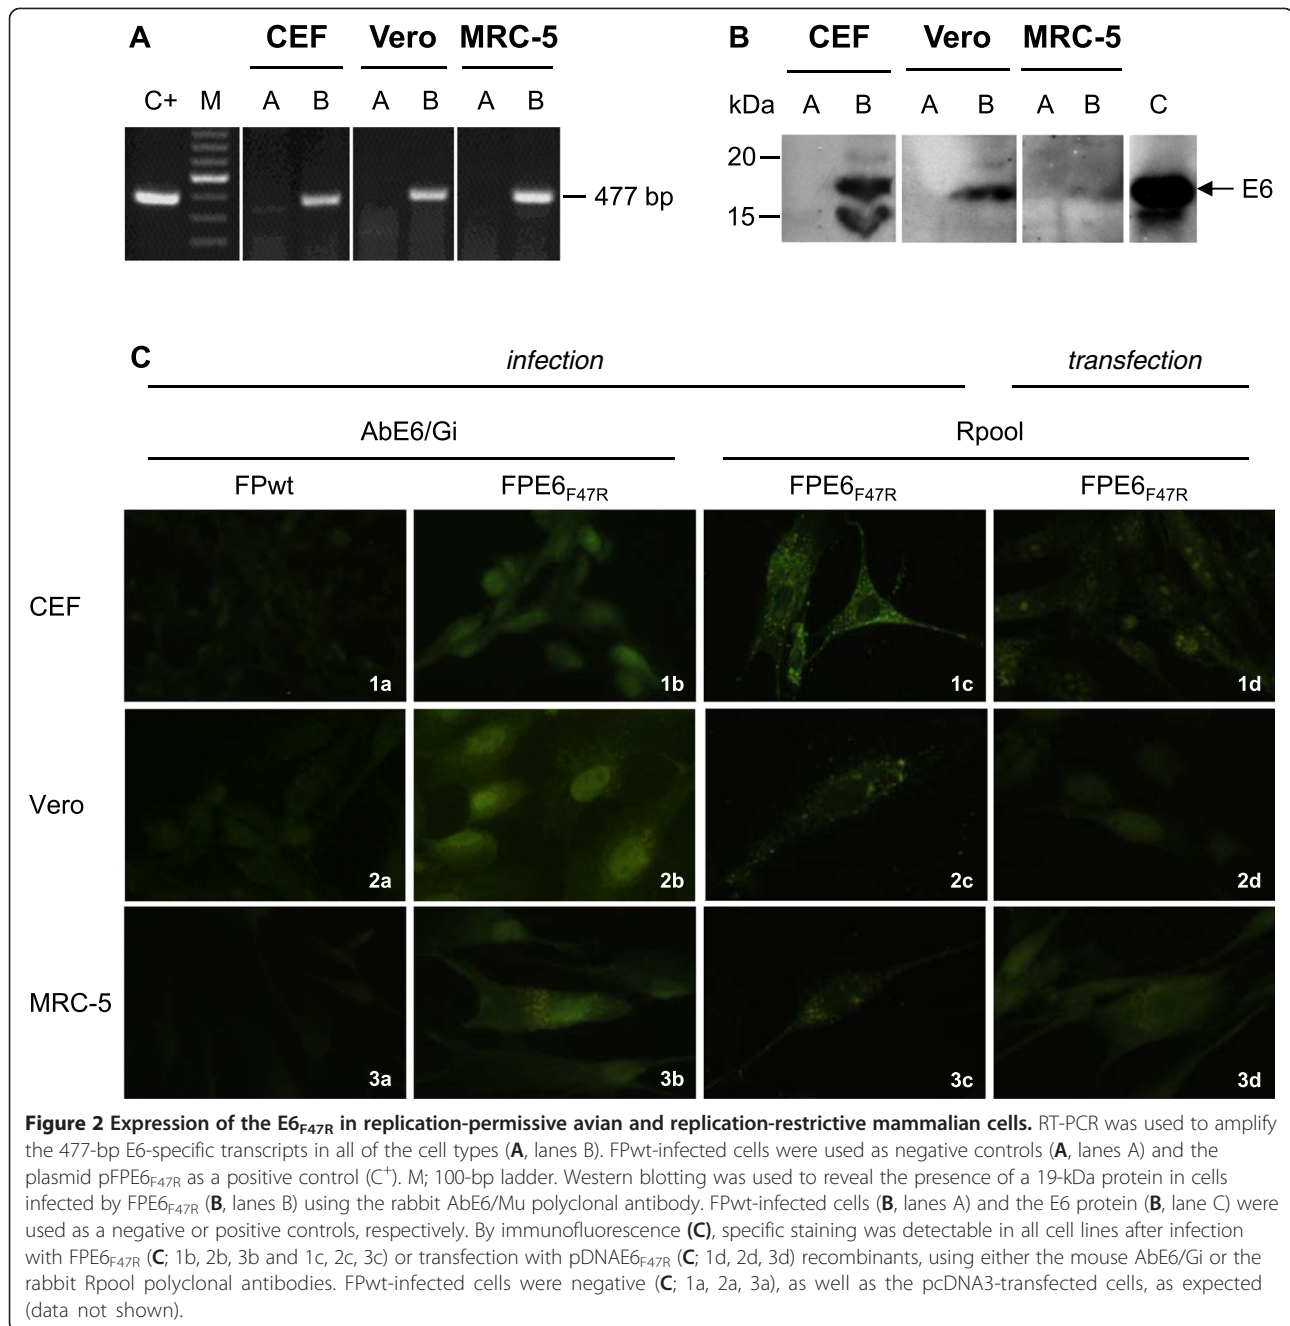 A CEF Vero MRC-5
C+ M A B A B A B
477 bp
B CEF Vero MRC-5
kDa A B A B A B C
20
15
E6
C infection transfection
AbE6/Gi Rpool
FPwt FPE6F47R FPE6F47R FPE6F47R
CEF
1a 1b 1c 1d
Vero
2a 2b 2c 2d
MRC-5
3a 3b 3c 3d
Figure 2 Expression of the E6F47R in replication-permissive avian and replication-restrictive mammalian cells. RT-PCR was used to amplify
the 477-bp E6-specific transcripts in all of the cell types (A, lanes B). FPwt-infected cells were used as negative controls (A, lanes A) and the
plasmid pFPE6F47R as a positive control (C+). M; 100-bp ladder. Western blotting was used to reveal the presence of a 19-kDa protein in cells
infected by FPE6F47R (B, lanes B) using the rabbit AbE6/Mu polyclonal antibody. FPwt-infected cells (B, lanes A) and the E6 protein (B, lane C) were
used as a negative or positive controls, respectively. By immunofluorescence (C), specific staining was detectable in all cell lines after infection
with FPE6F47R (C; 1b, 2b, 3b and 1c, 2c, 3c) or transfection with pDNAE6F47R (C; 1d, 2d, 3d) recombinants, using either the mouse AbE6/Gi or the
rabbit Rpool polyclonal antibodies. FPwt-infected cells were negative (C; 1a, 2a, 3a), as well as the pcDNA3-transfected cells, as expected
(data not shown).